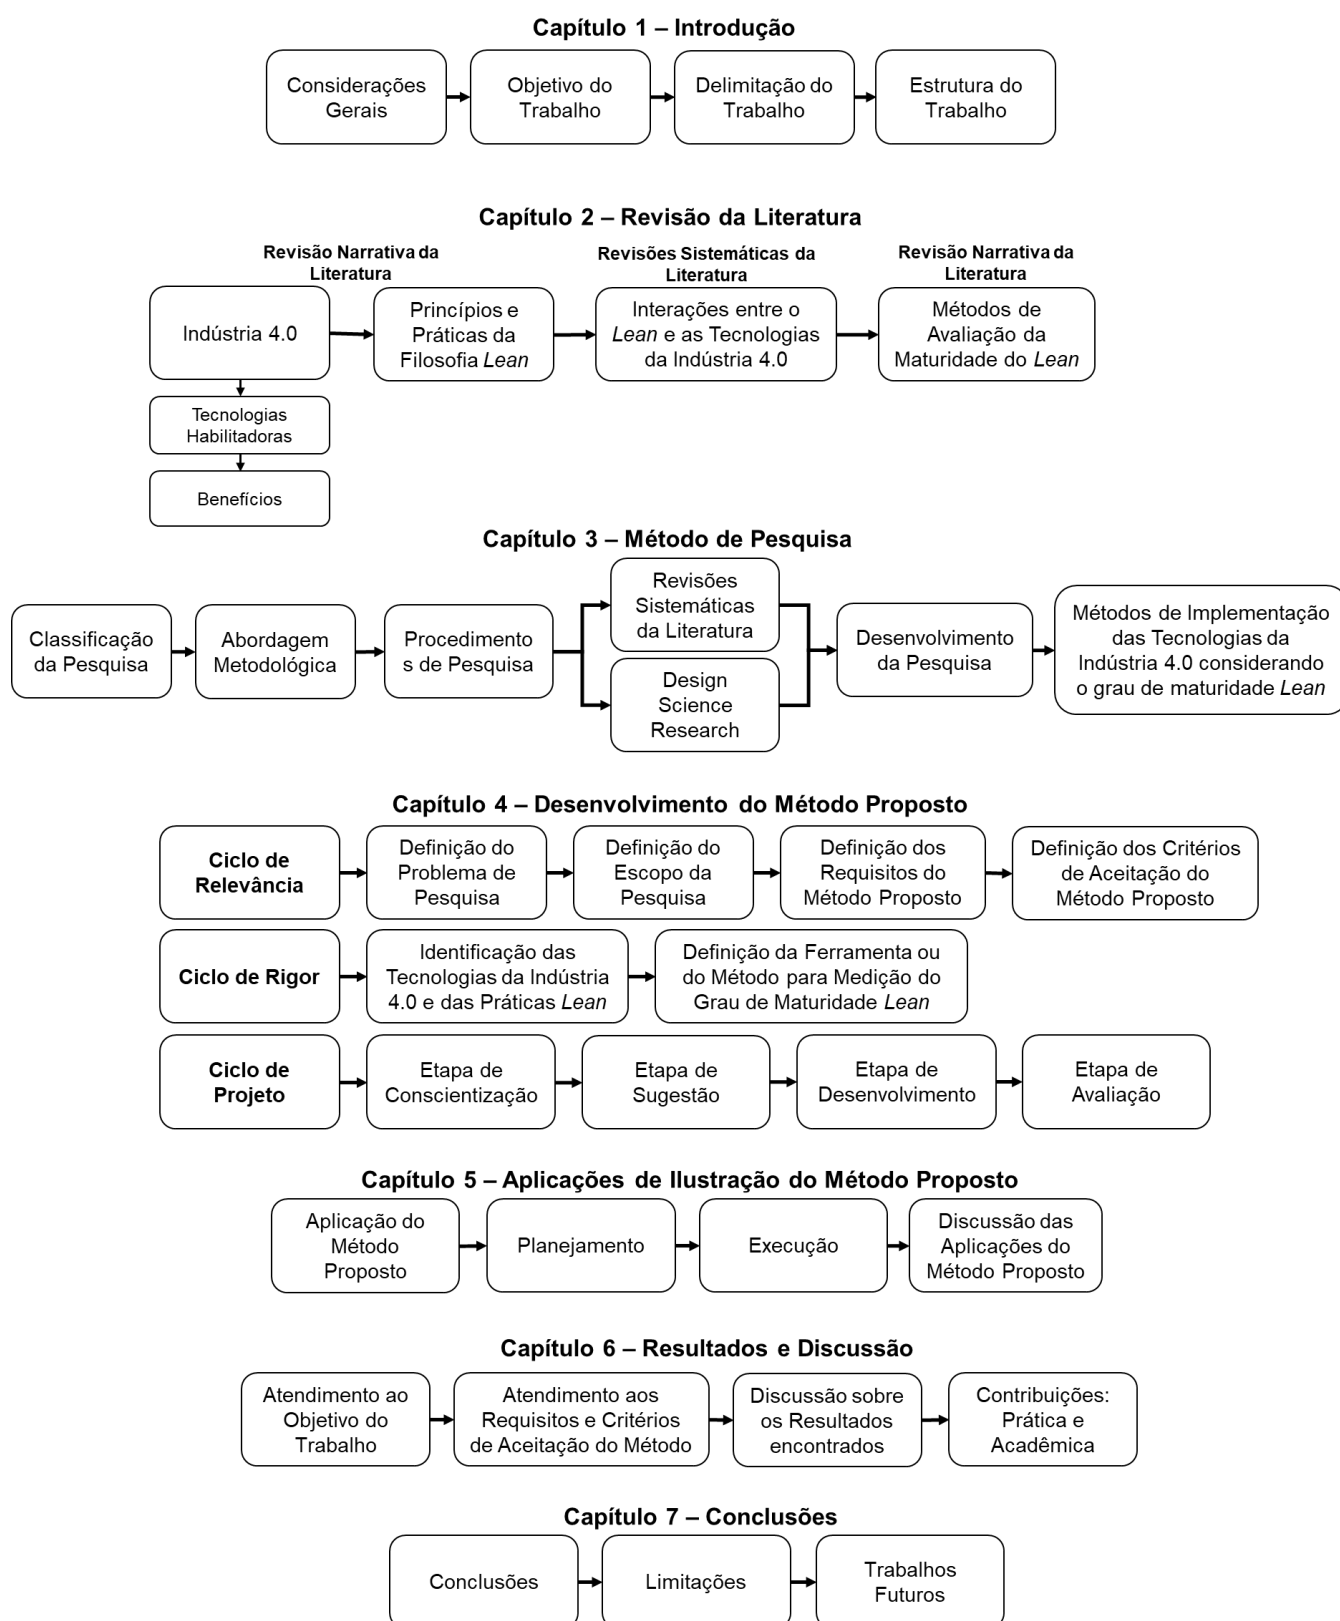 Capítulo 1 – Introdução
Considerações
Gerais
Objetivo do
Trabalho
Delimitação do
Trabalho
Estrutura do
Trabalho
Capítulo 2 – Revisão da Literatura
Revisão Narrativa da
Literatura
Revisões Sistemáticas da
Literatura
Revisão Narrativa da
Literatura
Indústria 4.0
Princípios e
Práticas da
Filosofia Lean
Interações entre o
Lean e as Tecnologias
da Indústria 4.0
Métodos de
Avaliação da
Maturidade do Lean
Tecnologias
Habilitadoras
Benefícios
Capítulo 3 – Método de Pesquisa
Classificação
da Pesquisa
Abordagem
Metodológica
Procedimento
s de Pesquisa
Revisões
Sistemáticas
da Literatura
Design
Science
Research
Desenvolvimento
da Pesquisa
Métodos de Implementação
das Tecnologias da
Indústria 4.0 considerando
o grau de maturidade Lean
Capítulo 4 – Desenvolvimento do Método Proposto
Ciclo de
Relevância
Definição do
Problema de
Pesquisa
Definição do
Escopo da
Pesquisa
Definição dos
Requisitos do
Método Proposto
Definição dos Critérios
de Aceitação do
Método Proposto
Ciclo de Rigor
Identificação das
Tecnologias da Indústria
4.0 e das Práticas Lean
Definição da Ferramenta ou
do Método para Medição do
Grau de Maturidade Lean
Ciclo de
Projeto
Etapa de
Conscientização
Etapa de
Sugestão
Etapa de
Desenvolvimento
Etapa de
Avaliação
Capítulo 5 – Aplicações de Ilustração do Método Proposto
Aplicação do
Método
Proposto
Planejamento
Execução
Discussão das
Aplicações do
Método Proposto
Capítulo 6 – Resultados e Discussão
Atendimento ao
Objetivo do
Trabalho
Atendimento aos
Requisitos e Critérios
de Aceitação do Método
Discussão sobre
os Resultados
encontrados
Contribuições:
Prática e
Acadêmica
Capítulo 7 – Conclusões
Conclusões
Limitações
Trabalhos
Futuros